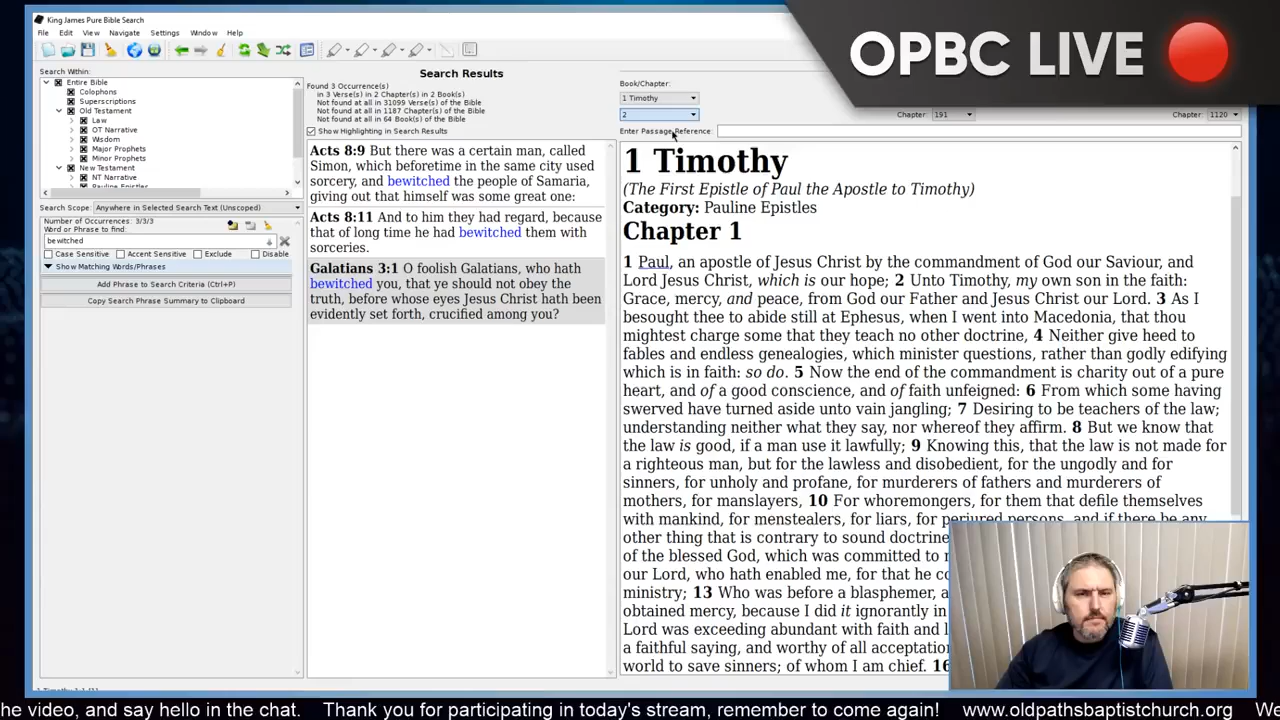 King James Pure Bible Search
OPBC LIVE
File Edit View Navigate Settings Window Help
Search Within:
Entire Bible
Colophons
Superscriptions
Old Testament
Law
OT Narrative
Wisdom
Major Prophets
Minor Prophets
New Testament
NT Narrative
Pauline Epistles
Search Scope: Anywhere in Selected Search Text (Unscoped)
Number of Occurrences: 3/3/3
Word or Phrase to find:
bewitched
Case Sensitive Accent Sensitive Exclude Disable
Show Matching Words/Phrases
Add Phrase to Search Criteria (Ctrl+P)
Copy Search Phrase Summary to Clipboard
Search Results
Found 3 Occurrence(s)
in 3 Verse(s) in 2 Chapter(s) in 2 Book(s)
Not found at all in 31099 Verse(s) of the Bible
Not found at all in 1187 Chapter(s) of the Bible
Not found at all in 64 Book(s) of the Bible
Show Highlighting in Search Results
Acts 8:9 But there was a certain man, called
Simon, which beforetime in the same city used
sorcery, and bewitched the people of Samaria,
giving out that himself was some great one:
Acts 8:11 And to him they had regard, because
that of long time he had bewitched them with
sorceries.
Galatians 3:1 O foolish Galatians, who hath
bewitched you, that ye should not obey the
truth, before whose eyes Jesus Christ hath been
evidently set forth, crucified among you?
Book/Chapter:
1 Timothy
2
Chapter: 191
Chapter: 1120
Enter Passage Reference:
1 Timothy
(The First Epistle of Paul the Apostle to Timothy)
Category: Pauline Epistles
Chapter 1
1 Paul, an apostle of Jesus Christ by the commandment of God our Saviour, and
Lord Jesus Christ, which is our hope; 2 Unto Timothy, my own son in the faith:
Grace, mercy, and peace, from God our Father and Jesus Christ our Lord. 3 As I
besought thee to abide still at Ephesus, when I went into Macedonia, that thou
mightest charge some that they teach no other doctrine, 4 Neither give heed to
fables and endless genealogies, which minister questions, rather than godly edifying
which is in faith: so do. 5 Now the end of the commandment is charity out of a pure
heart, and of a good conscience, and of faith unfeigned: 6 From which some having
swerved have turned aside unto vain jangling; 7 Desiring to be teachers of the law;
understanding neither what they say, nor whereof they affirm. 8 But we know that
the law is good, if a man use it lawfully; 9 Knowing this, that the law is not made for
a righteous man, but for the lawless and disobedient, for the ungodly and for
sinners, for unholy and profane, for murderers of fathers and murderers of
mothers, for manslayers, 10 For whoremongers, for them that defile themselves
with mankind, for menstealers, for liars, for perjured persons, and if there be any
other thing that is contrary to sound doctrine
of the blessed God, which was committed to
our Lord, who hath enabled me, for that he
ministry; 13 Who was before a blasphemer, a
obtained mercy, because I did it ignorantly in
Lord was exceeding abundant with faith and
a faithful saying, and worthy of all
world to save sinners; of whom I am chief. 16
he video, and say hello in the chat. Thank you for participating in today's stream, remember to come again! www.oldpathsbaptistchurch.org We